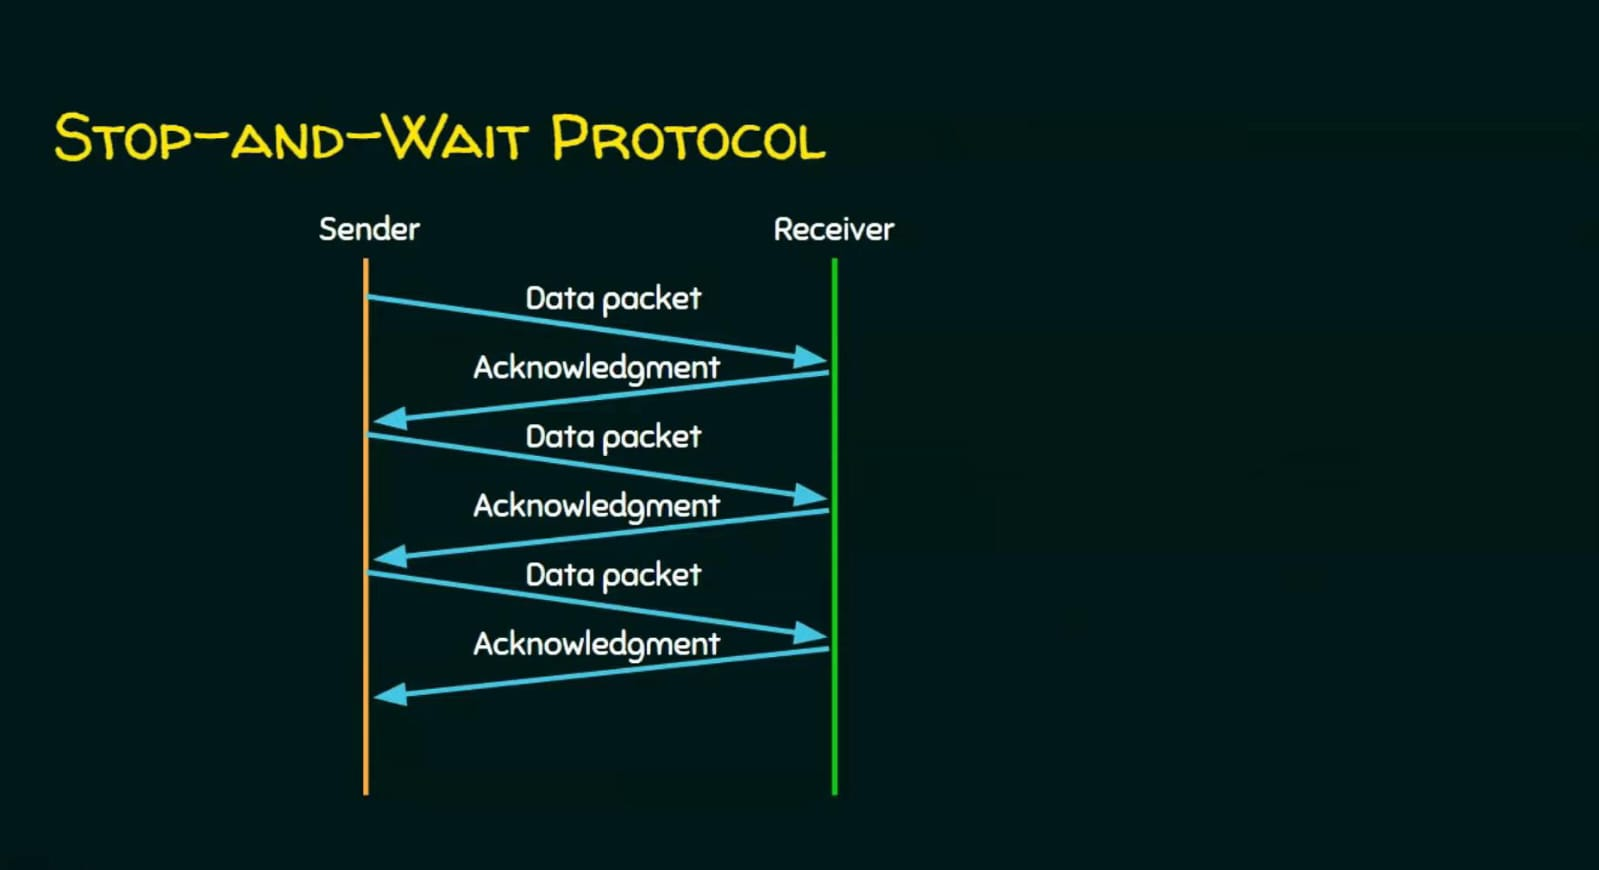 Stop-and-Wait Protocol
Sender Receiver
Data packet
Acknowledgment
Data packet
Acknowledgment
Data packet
Acknowledgment